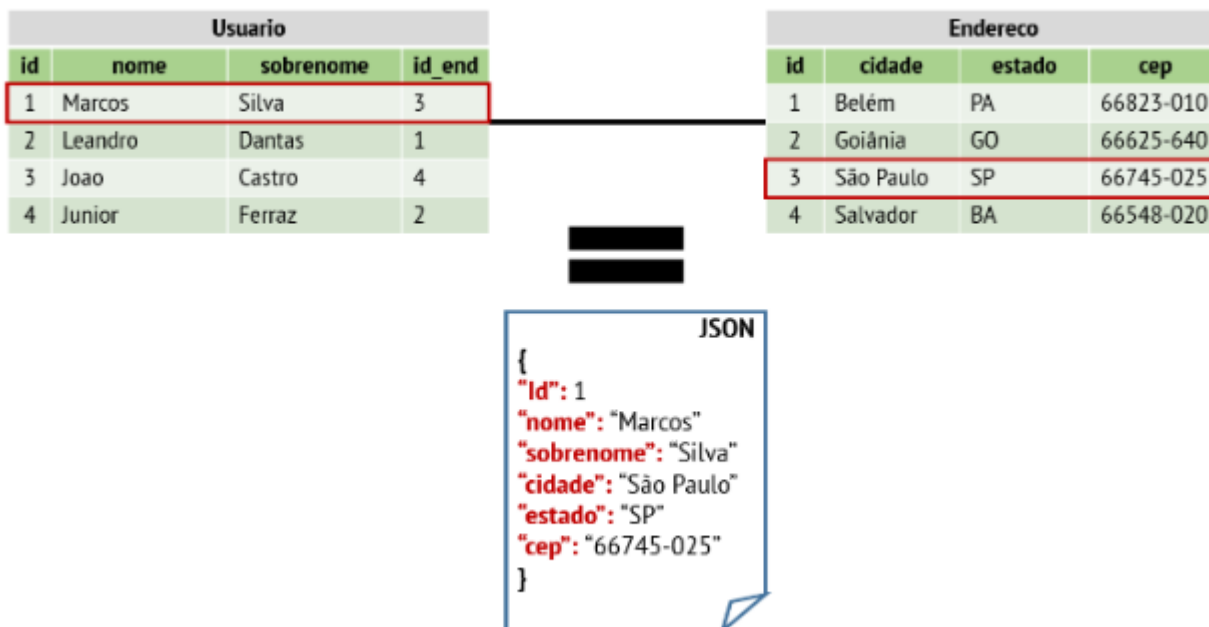 Usuario
id nome sobrenome id_end
1 Marcos Silva 3
2 Leandro Dantas 1
3 Joao Castro 4
4 Junior Ferraz 2
Endereco
id cidade estado cep
1 Belém PA 66823-010
2 Goiânia GO 66625-640
3 São Paulo SP 66745-025
4 Salvador BA 66548-020
JSON
{
“Id”: 1
“nome”: “Marcos”
“sobrenome”: “Silva”
“cidade”: “São Paulo”
“estado”: “SP”
“cep”: “66745-025”
}